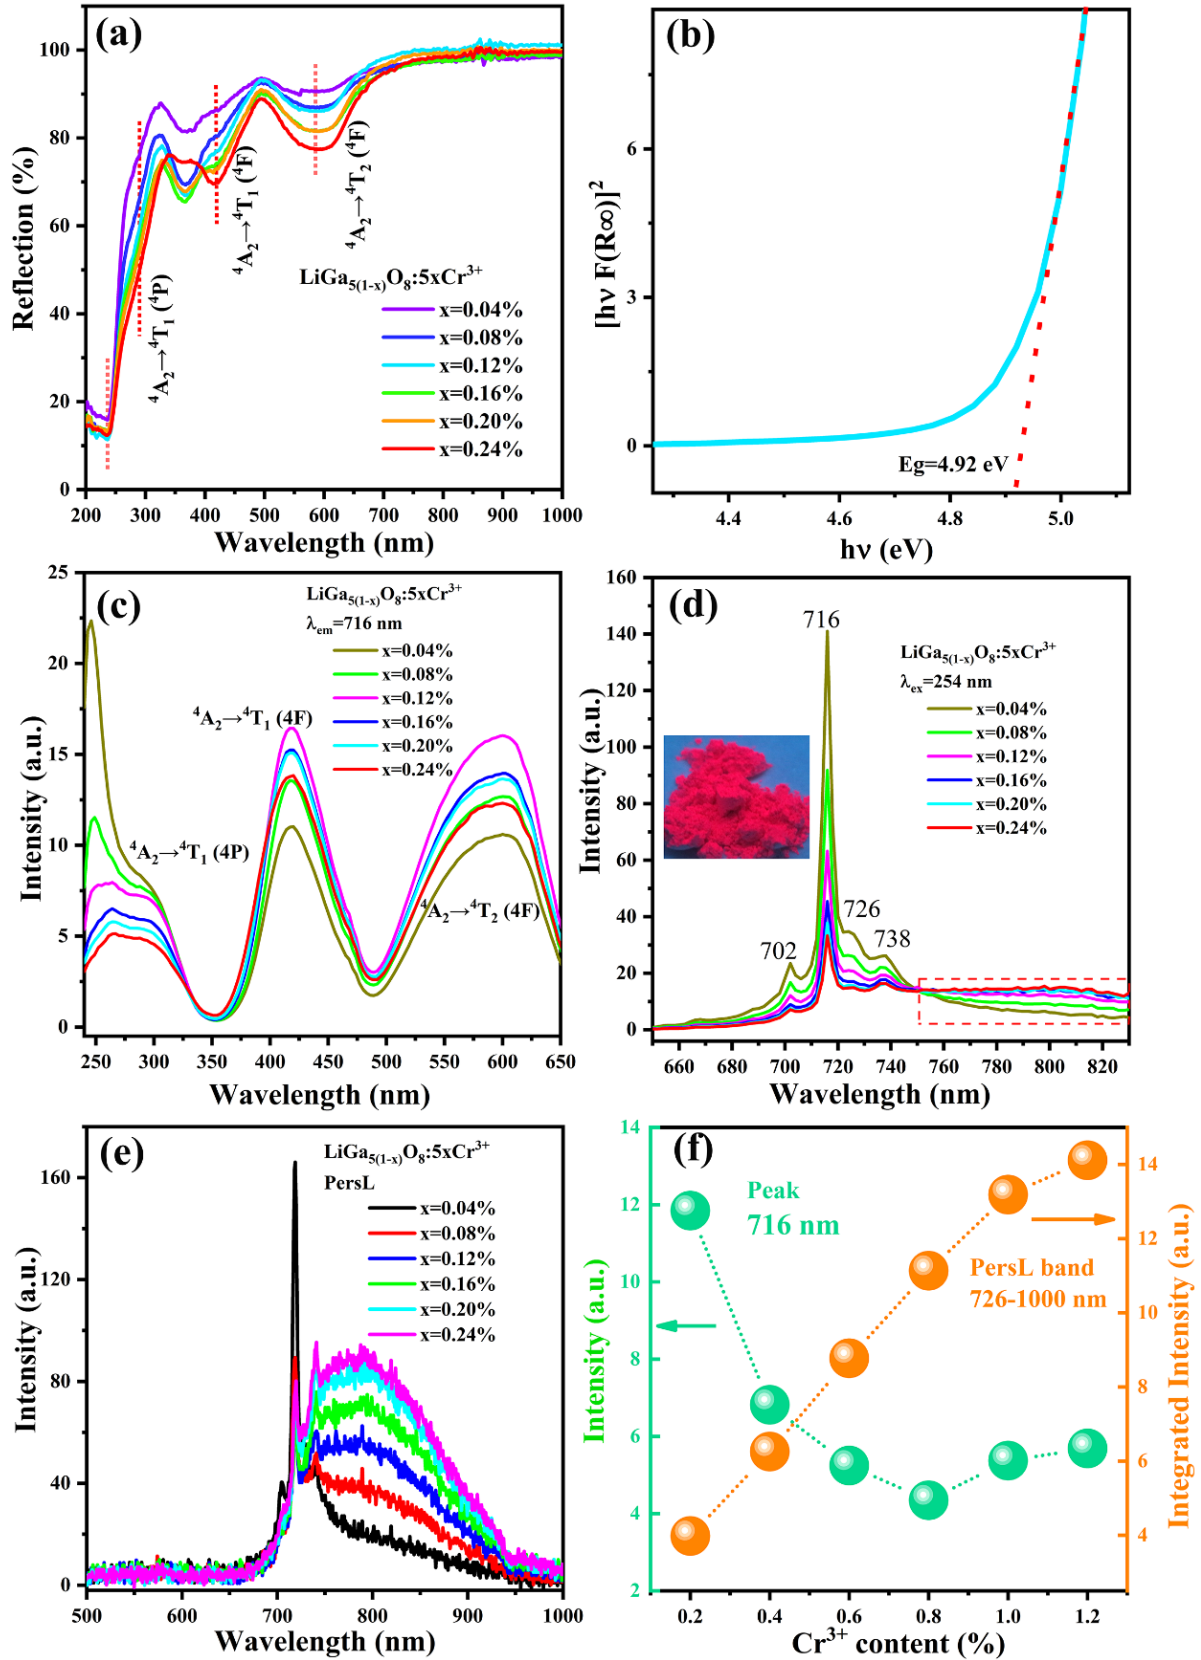 (a)
Reflection (%)
100
80
60
40
20
0
⁴A₂→⁴T₁ (⁴P)
⁴A₂→⁴T₁ (⁴F)
⁴A₂→⁴T₂ (⁴F)
LiGa₅₍₁₋ₓ₎O₈:5xCr³⁺
x=0.04%
x=0.08%
x=0.12%
x=0.16%
x=0.20%
x=0.24%
200 300 400 500 600 700 800 900 1000
Wavelength (nm)
(b)
[hν F(R∞)]²
6
3
0
Eg=4.92 eV
4.4 4.6 4.8 5.0
hν (eV)
(c)
Intensity (a.u.)
25
20
15
10
5
0
LiGa₅₍₁₋ₓ₎O₈:5xCr³⁺
λₑₘ=716 nm
x=0.04%
x=0.08%
x=0.12%
x=0.16%
x=0.20%
x=0.24%
⁴A₂→⁴T₁ (4F)
⁴A₂→⁴T₁ (4P)
⁴A₂→⁴T₂ (4F)
250 300 350 400 450 500 550 600 650
Wavelength (nm)
(d)
Intensity (a.u.)
160
140
120
100
80
60
40
20
0
716
LiGa₅₍₁₋ₓ₎O₈:5xCr³⁺
λₑₓ=254 nm
x=0.04%
x=0.08%
x=0.12%
x=0.16%
x=0.20%
x=0.24%
702
726
738
660 680 700 720 740 760 780 800 820
Wavelength (nm)
(e)
Intensity (a.u.)
160
120
80
40
0
LiGa₅₍₁₋ₓ₎O₈:5xCr³⁺
PersL
x=0.04%
x=0.08%
x=0.12%
x=0.16%
x=0.20%
x=0.24%
500 600 700 800 900 1000
Wavelength (nm)
(f)
Intensity (a.u.)
14
12
10
8
6
4
2
Peak
716 nm
PersL band
726-1000 nm
14
12
10
8
6
4
Integrated Intensity (a.u.)
0.2 0.4 0.6 0.8 1.0 1.2
Cr³⁺ content (%)